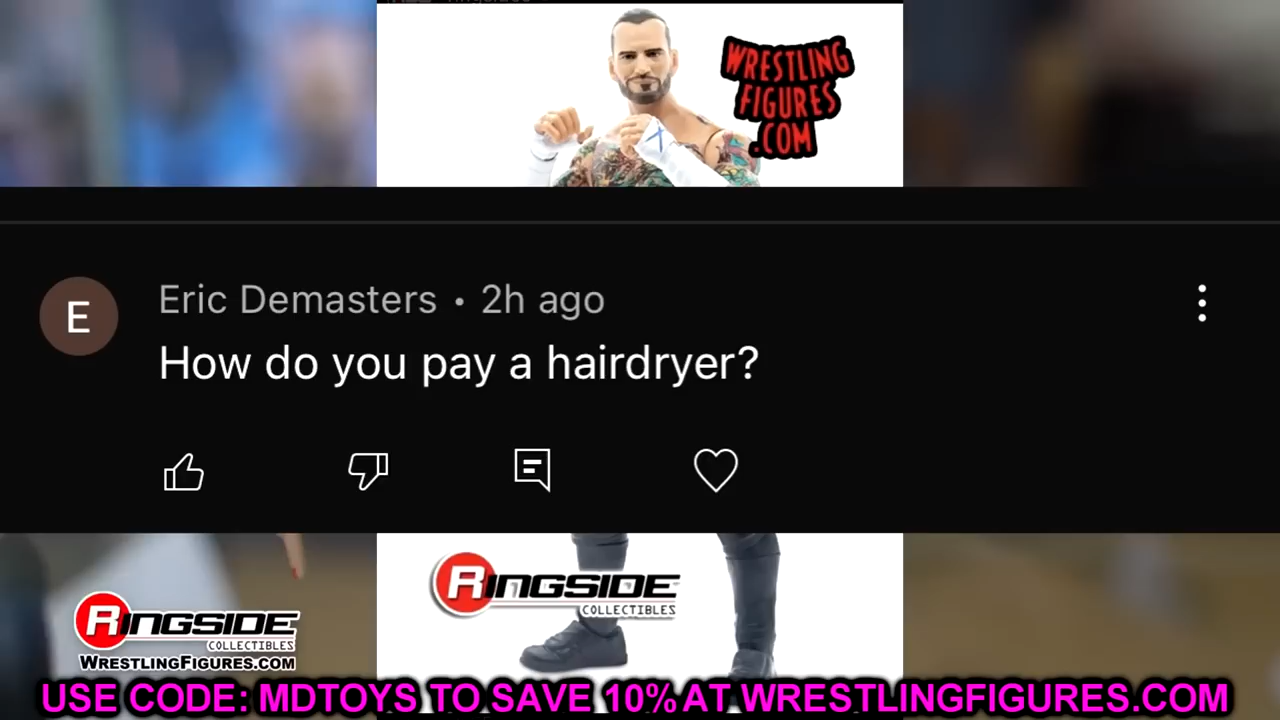 WRESTLING
FIGURES
.COM
Eric Demasters • 2h ago
E
How do you pay a hairdryer?
RINGSIDE
COLLECTIBLES
RINGSIDE
COLLECTIBLES
WRESTLINGFIGURES.COM
USE CODE: MDTOYS TO SAVE 10% AT WRESTLINGFIGURES.COM